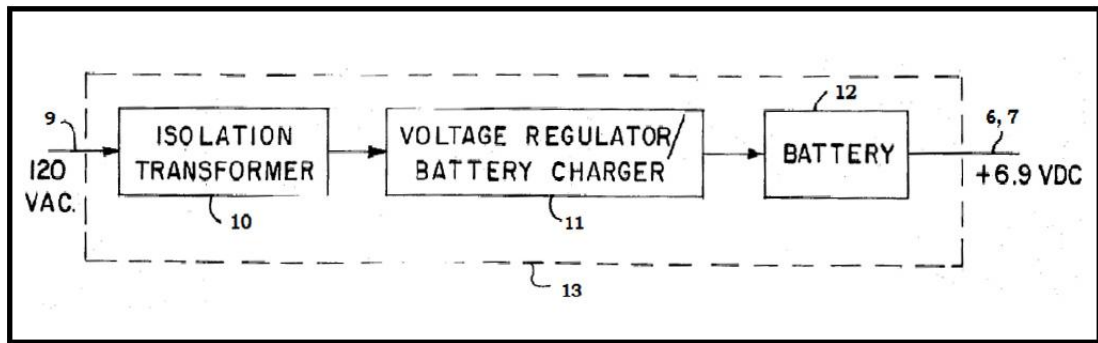 12
9
6, 7
ISOLATION
TRANSFORMER
VOLTAGE REGULATOR/
BATTERY CHARGER
BATTERY
120
VAC.
+6.9 VDC
10
11
13